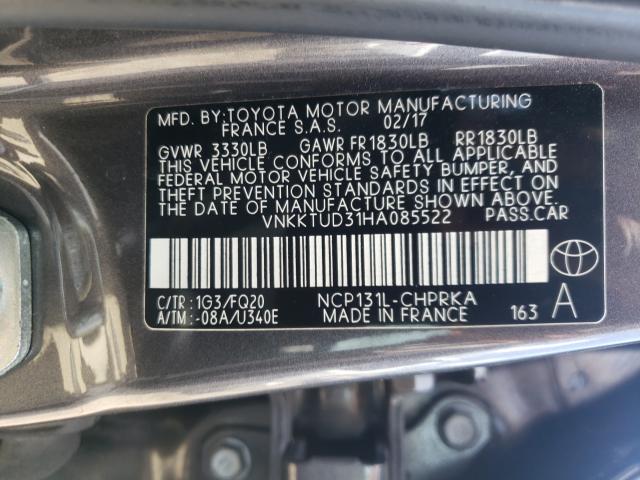 MFD. BY:TOYOTA MOTOR MANUFACTURING
FRANCE S.A.S. 02/17
GVWR 3330LB GAWR FR1830LB RR1830LB
THIS VEHICLE CONFORMS TO ALL APPLICABLE
FEDERAL MOTOR VEHICLE SAFETY BUMPER, AND
THEFT PREVENTION STANDARDS IN EFFECT ON
THE DATE OF MANUFACTURE SHOWN ABOVE.
VNKKTUD31HA085522 PASS.CAR
C/TR : 1G3/FQ20 NCP131L-CHPRKA A
A/TM : -08A/U340E MADE IN FRANCE 163